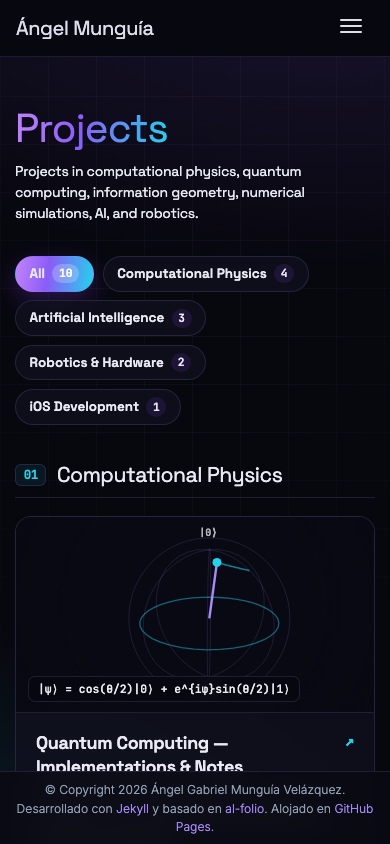 Ángel Munguía
Projects
Projects in computational physics, quantum
computing, information geometry, numerical
simulations, AI, and robotics.
All 10
Computational Physics 4
Artificial Intelligence 3
Robotics & Hardware 2
iOS Development 1
01 Computational Physics
|0⟩
|ψ⟩ = cos(θ/2)|0⟩ + e^{iφ}sin(θ/2)|1⟩
Quantum Computing — ↗
Implementations & Notes
© Copyright 2026 Ángel Gabriel Munguía Velázquez.
Desarrollado con Jekyll y basado en al-folio. Alojado en GitHub
Pages.